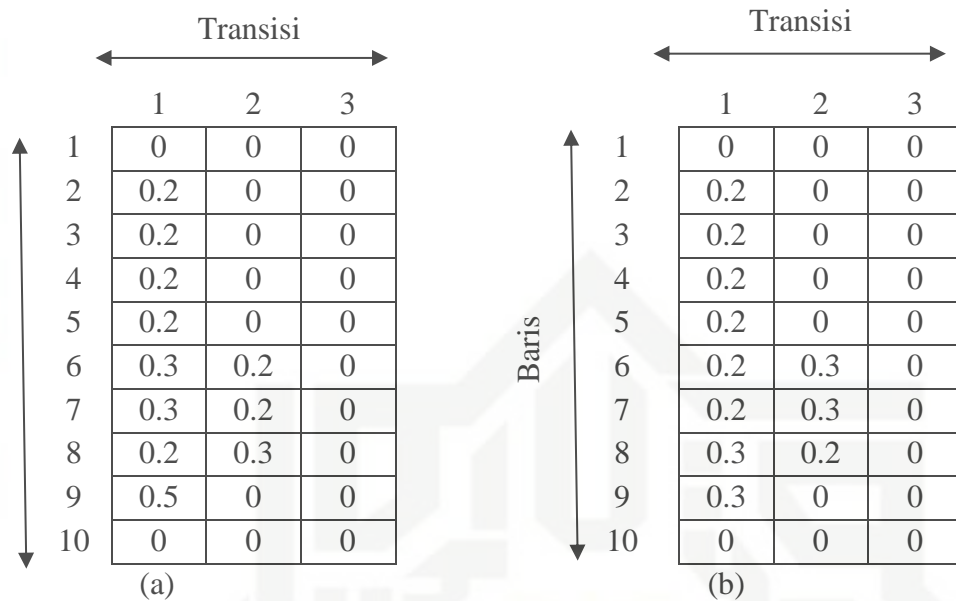 Transisi Transisi
1 2 3 1 2 3
1 0 0 0 1 0 0 0
2 0.2 0 0 2 0.2 0 0
3 0.2 0 0 3 0.2 0 0
4 0.2 0 0 4 0.2 0 0
5 0.2 0 0 5 0.2 0 0
Baris
6 0.3 0.2 0 6 0.2 0.3 0
7 0.3 0.2 0 7 0.2 0.3 0
8 0.2 0.3 0 8 0.3 0.2 0
9 0.5 0 0 9 0.3 0 0
10 0 0 0 10 0 0 0
(a) (b)